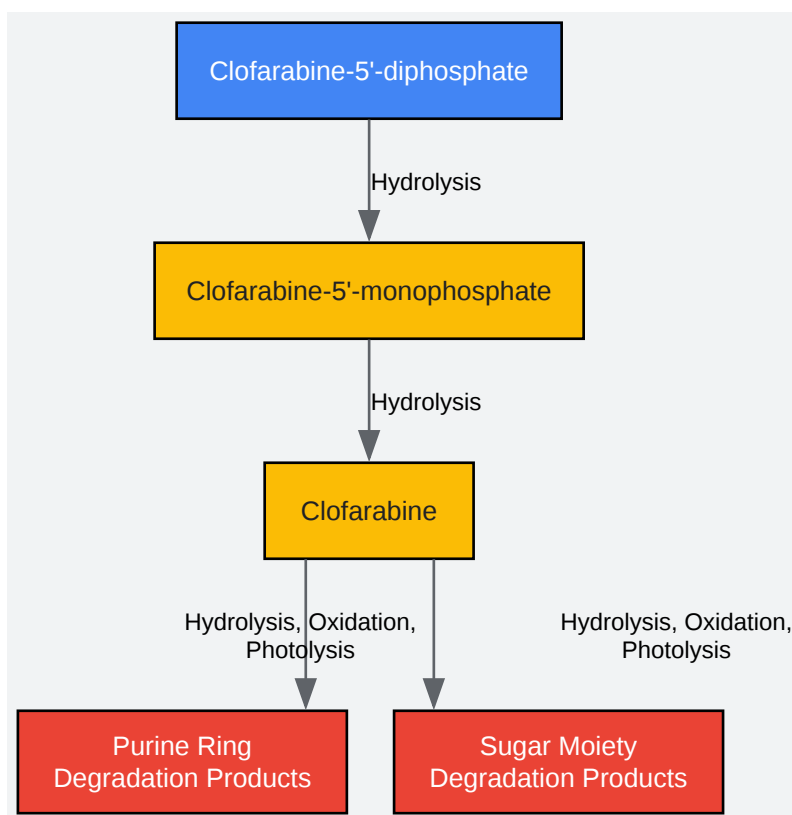 Clofarabine-5'-diphosphate
Hydrolysis
Clofarabine-5'-monophosphate
Hydrolysis
Clofarabine
Hydrolysis, Oxidation,
Photolysis
Hydrolysis, Oxidation,
Photolysis
Purine Ring
Degradation Products
Sugar Moiety
Degradation Products